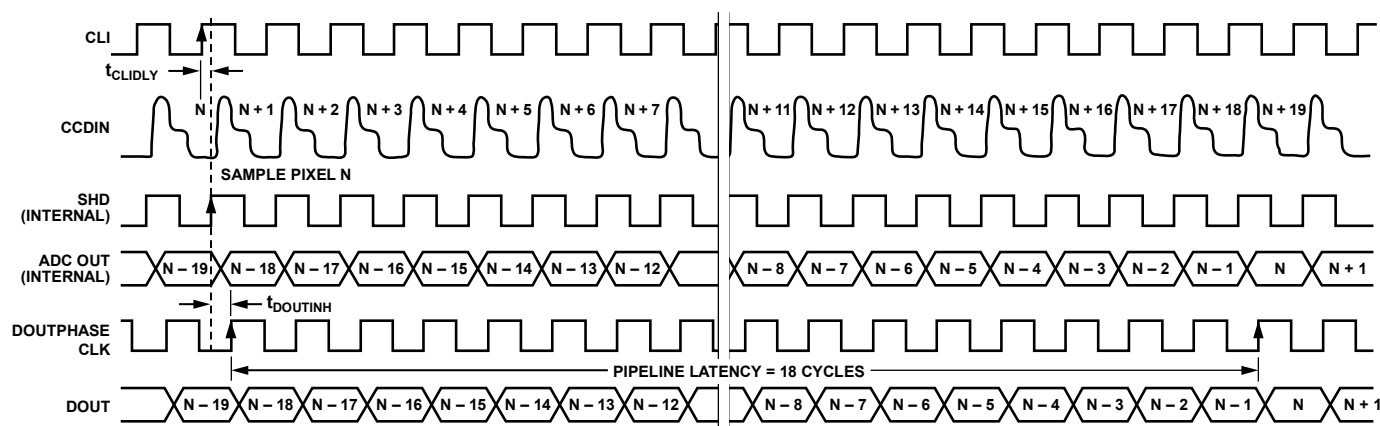 CLI
tCLIDLY
N N + 1 N + 2 N + 3 N + 4 N + 5 N + 6 N + 7 N + 11 N + 12 N + 13 N + 14 N + 15 N + 16 N + 17 N + 18 N + 19
CCDIN
SAMPLE PIXEL N
SHD
(INTERNAL)
ADC OUT
(INTERNAL)
N – 19 N – 18 N – 17 N – 16 N – 15 N – 14 N – 13 N – 12 N – 8 N – 7 N – 6 N – 5 N – 4 N – 3 N – 2 N – 1 N N + 1
tDOUTINH
DOUTPHASE
CLK
PIPELINE LATENCY = 18 CYCLES
DOUT
N – 19 N – 18 N – 17 N – 16 N – 15 N – 14 N – 13 N – 12 N – 8 N – 7 N – 6 N – 5 N – 4 N – 3 N – 2 N – 1 N N + 1